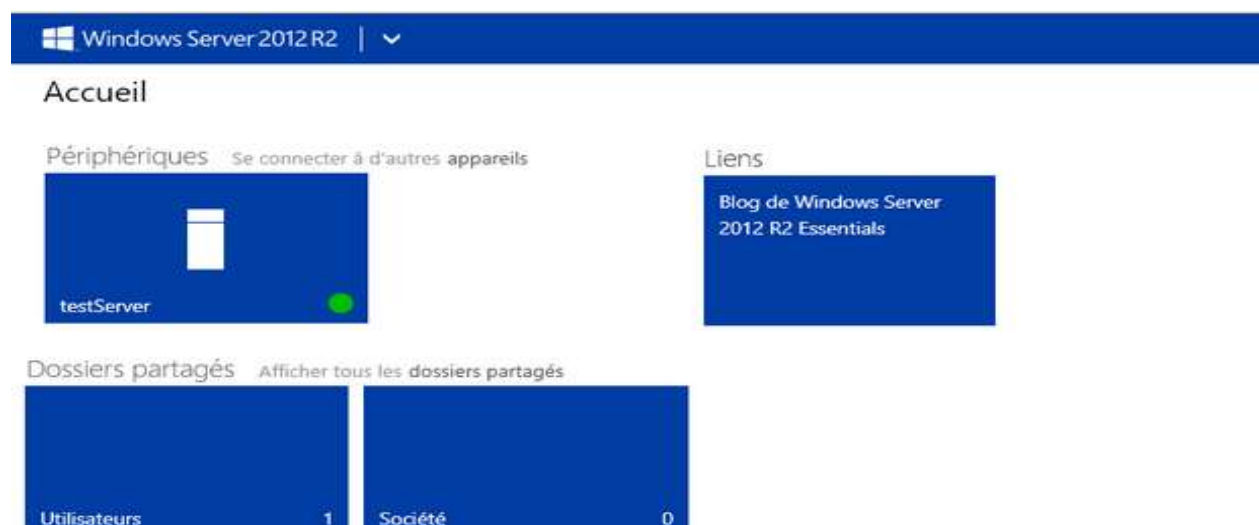 Windows Server 2012 R2
Accueil
Périphériques Se connecter à d'autres appareils
testServer
Liens
Blog de Windows Server
2012 R2 Essentials
Dossiers partagés Afficher tous les dossiers partagés
Utilisateurs 1
Société 0